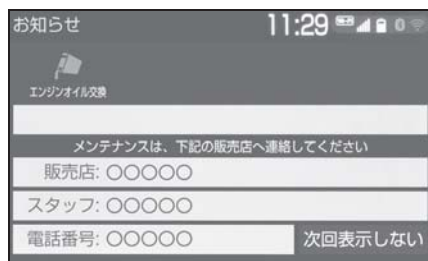 お知らせ
11:29
エンジンオイル交換
メンテナンスは、下記の販売店へ連絡してください
販売店: ○○○○○
スタッフ: ○○○○○
電話番号: ○○○○○
次回表示しない